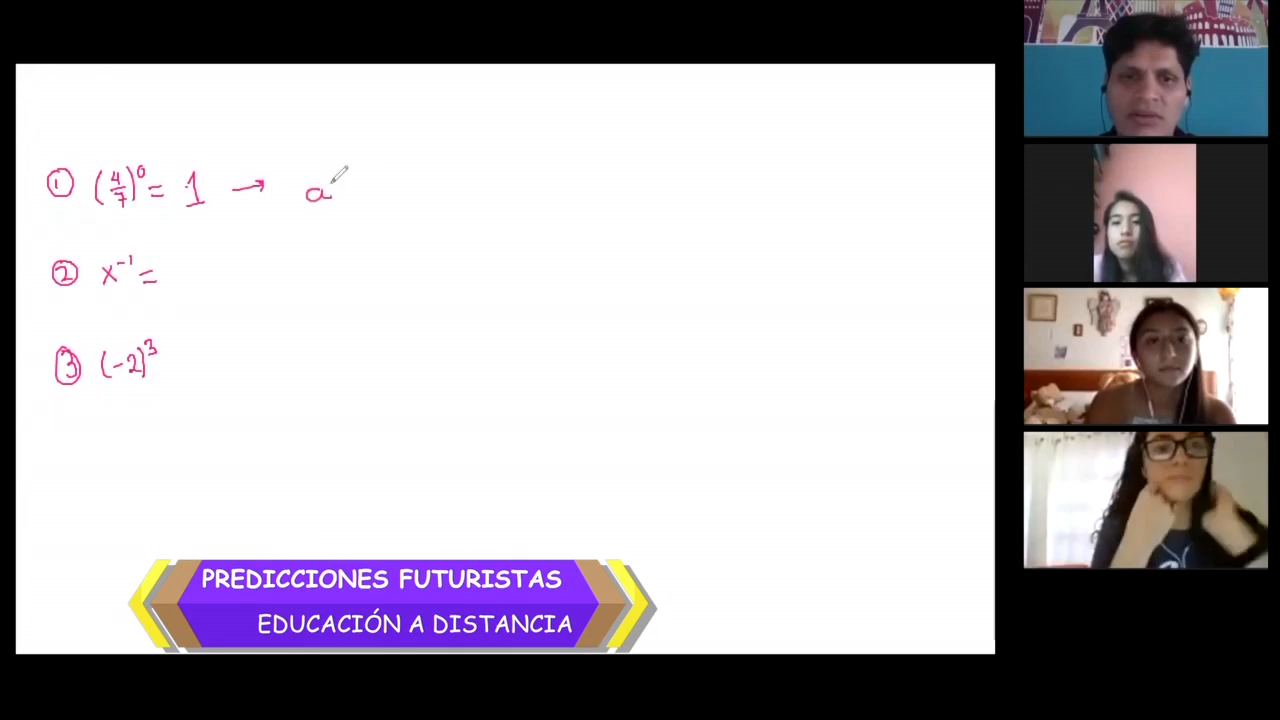 ① (4/7)⁰ = 1 → a
② x⁻¹ =
③ (-2)³
PREDICCIONES FUTURISTAS
EDUCACIÓN A DISTANCIA